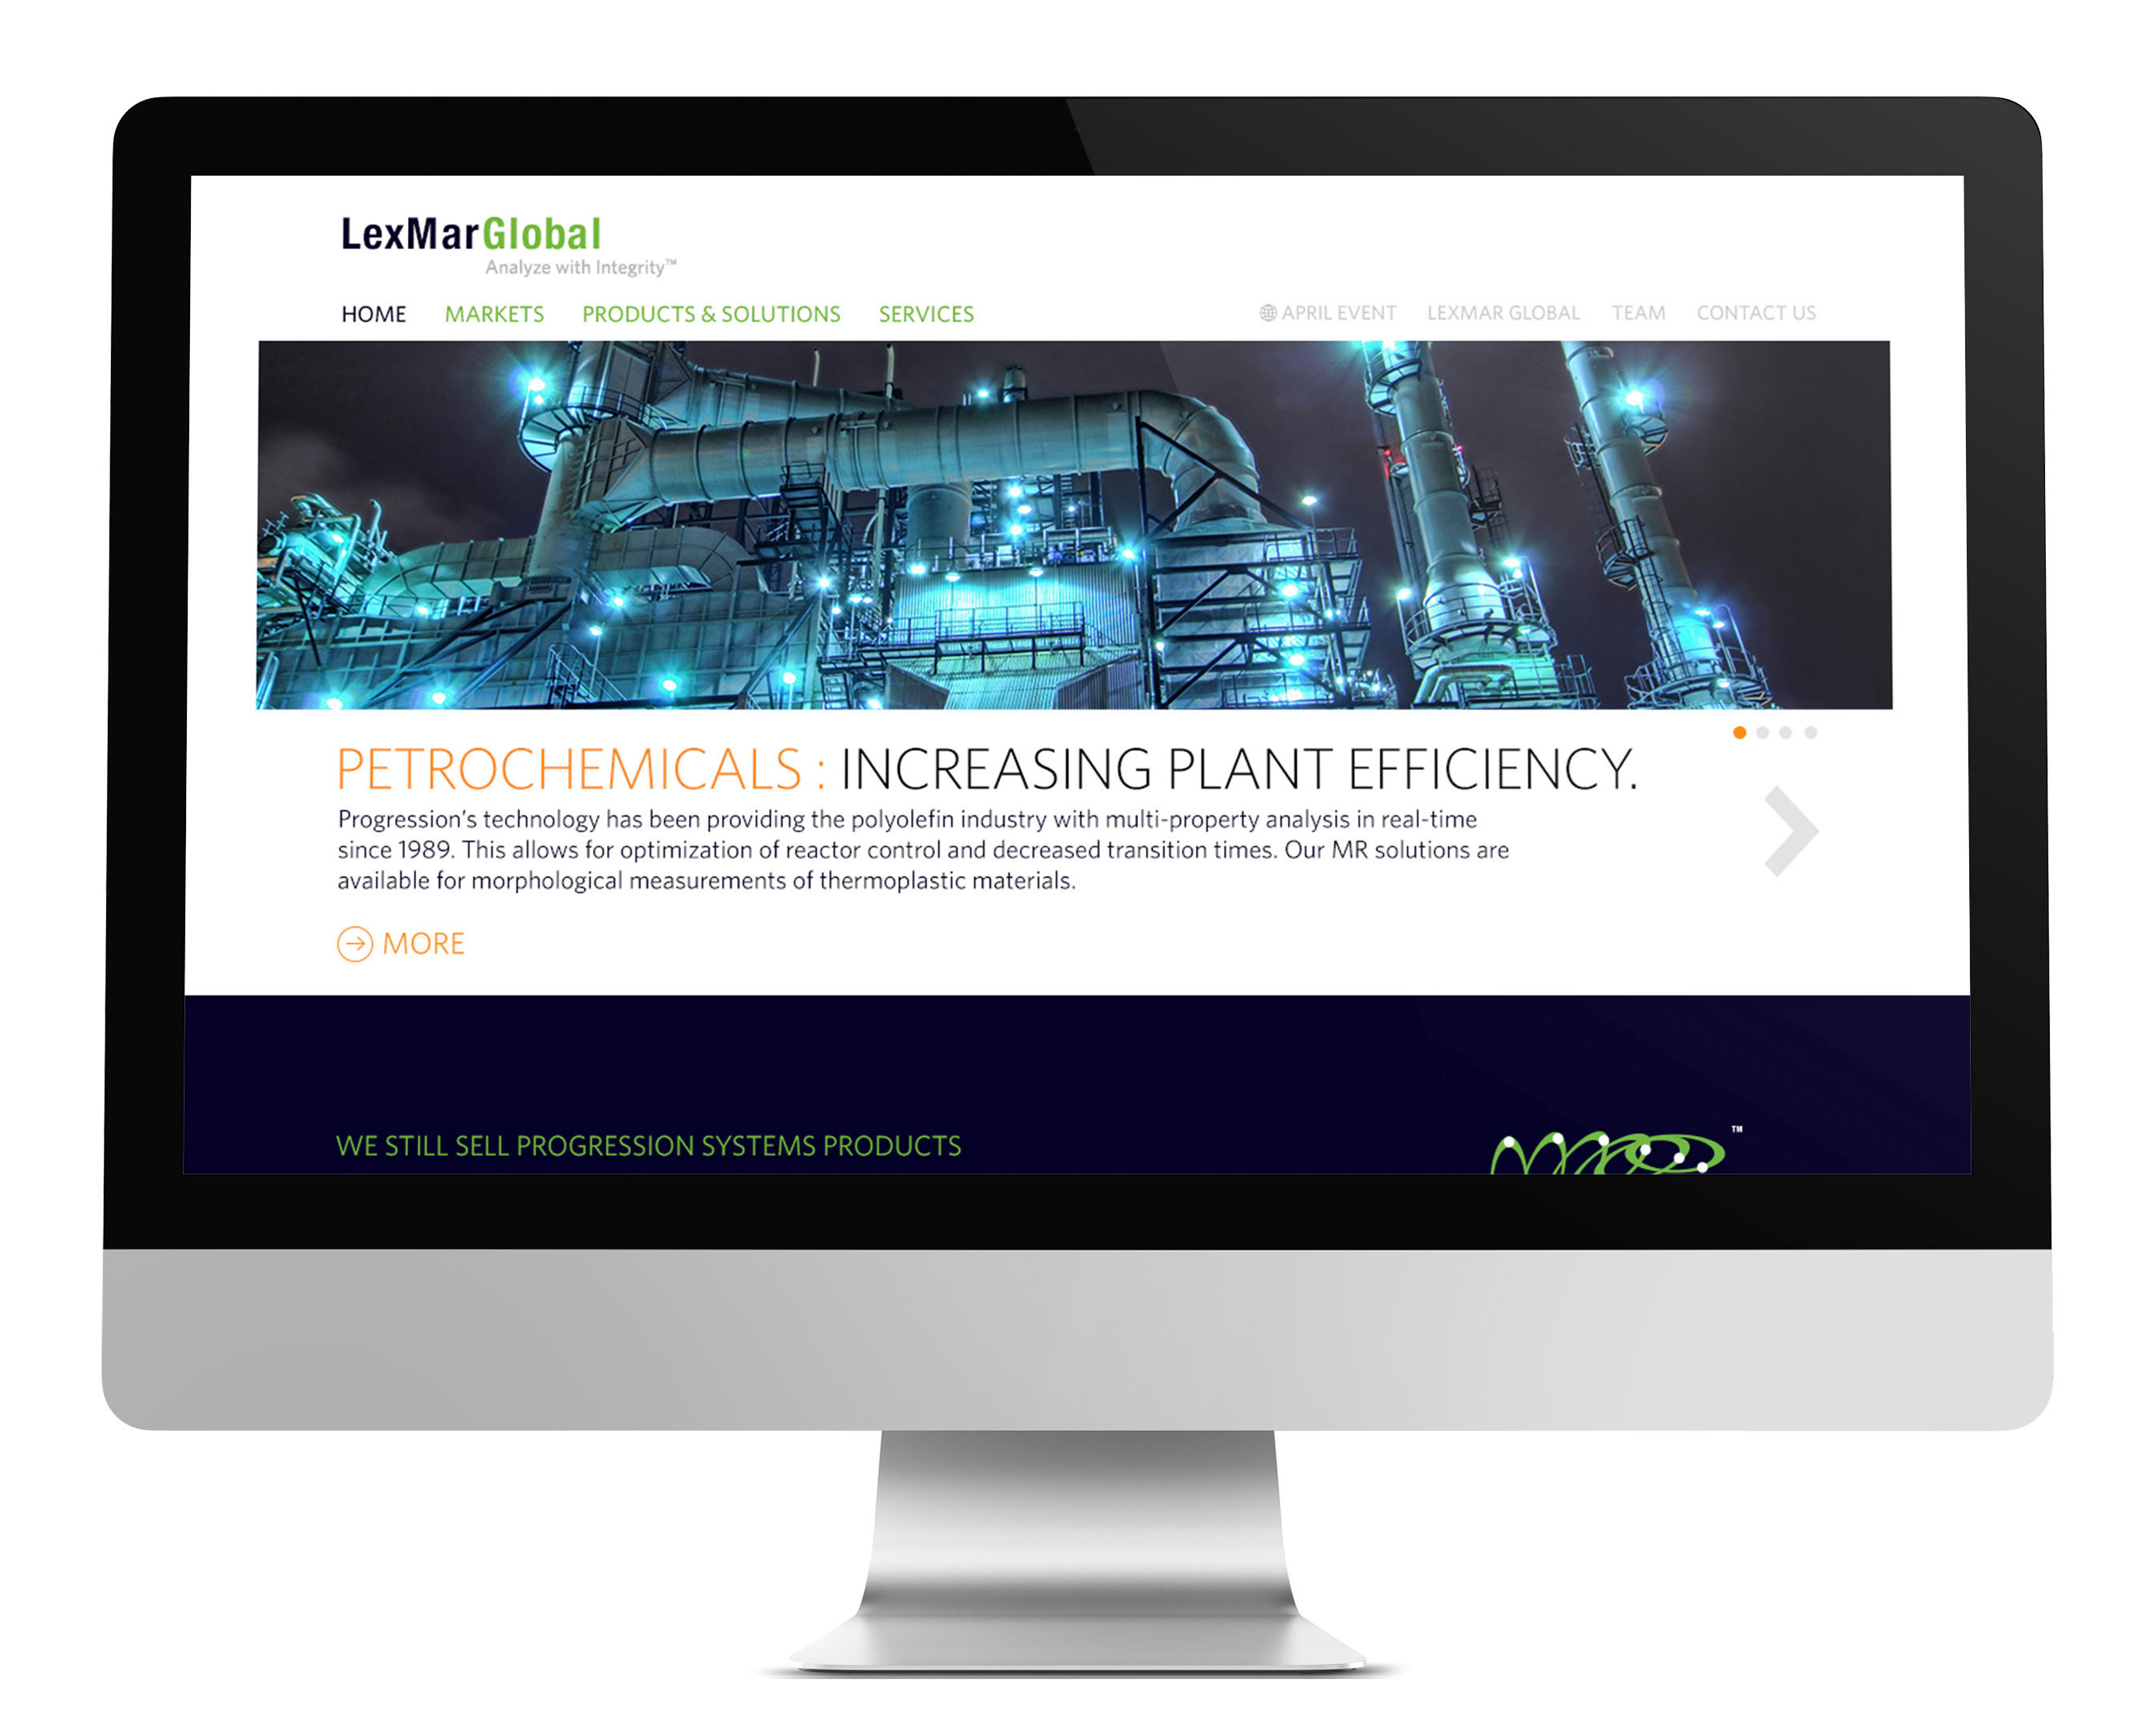 LexMarGlobal
Analyze with Integrity™
HOME MARKETS PRODUCTS & SOLUTIONS SERVICES APRIL EVENT LEXMAR GLOBAL TEAM CONTACT US
PETROCHEMICALS : INCREASING PLANT EFFICIENCY.
Progression’s technology has been providing the polyolefin industry with multi-property analysis in real-time
since 1989. This allows for optimization of reactor control and decreased transition times. Our MR solutions are
available for morphological measurements of thermoplastic materials.
MORE
WE STILL SELL PROGRESSION SYSTEMS PRODUCTS
™